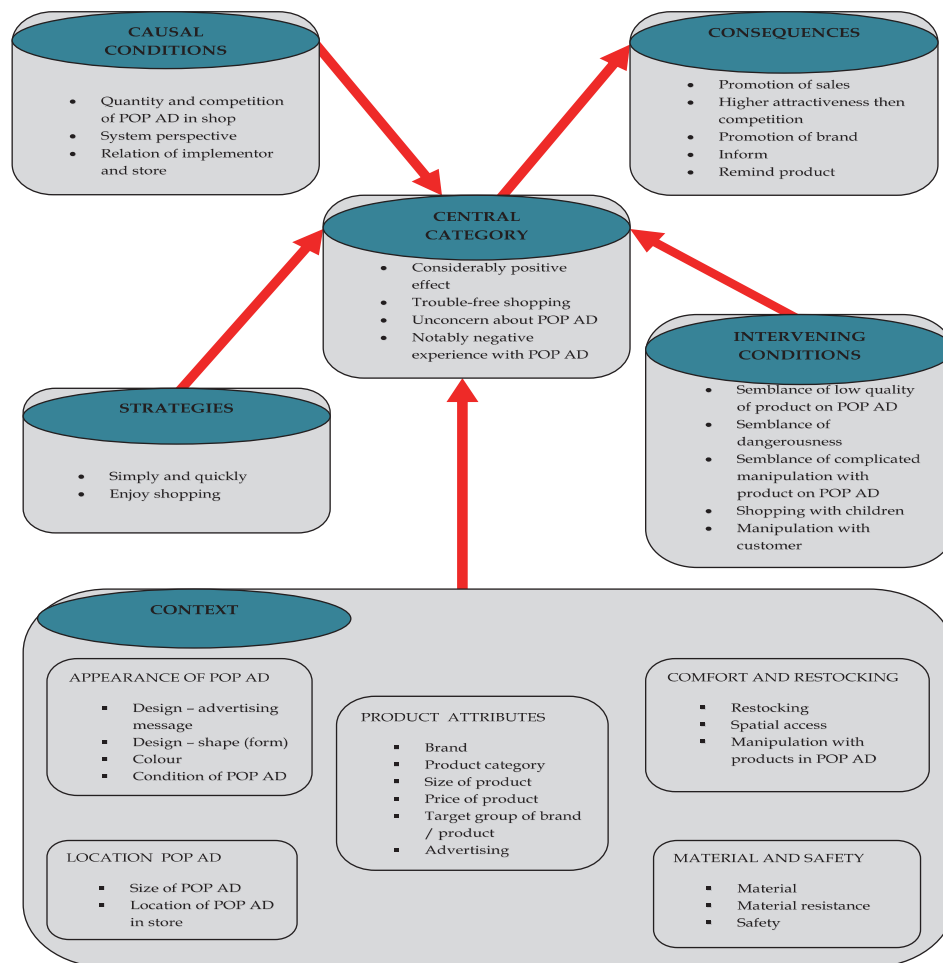 CAUSAL
CONDITIONS
• Quantity and competition
of POP AD in shop
• System perspective
• Relation of implementor
and store
CONSEQUENCES
• Promotion of sales
• Higher attractiveness then
competition
• Promotion of brand
• Inform
• Remind product
CENTRAL
CATEGORY
• Considerably positive
effect
• Trouble-free shopping
• Unconcern about POP AD
• Notably negative
experience with POP AD
STRATEGIES
• Simply and quickly
• Enjoy shopping
INTERVENING
CONDITIONS
• Semblance of low quality
of product on POP AD
• Semblance of
dangerousness
• Semblance of complicated
manipulation with
product on POP AD
• Shopping with children
• Manipulation with
customer
CONTEXT
APPEARANCE OF POP AD
▪ Design – advertising
message
▪ Design – shape (form)
▪ Colour
▪ Condition of POP AD
PRODUCT ATTRIBUTES
▪ Brand
▪ Product category
▪ Size of product
▪ Price of product
▪ Target group of brand
/ product
▪ Advertising
COMFORT AND RESTOCKING
▪ Restocking
▪ Spatial access
▪ Manipulation with
products in POP AD
LOCATION POP AD
▪ Size of POP AD
▪ Location of POP AD
in store
MATERIAL AND SAFETY
▪ Material
▪ Material resistance
▪ Safety